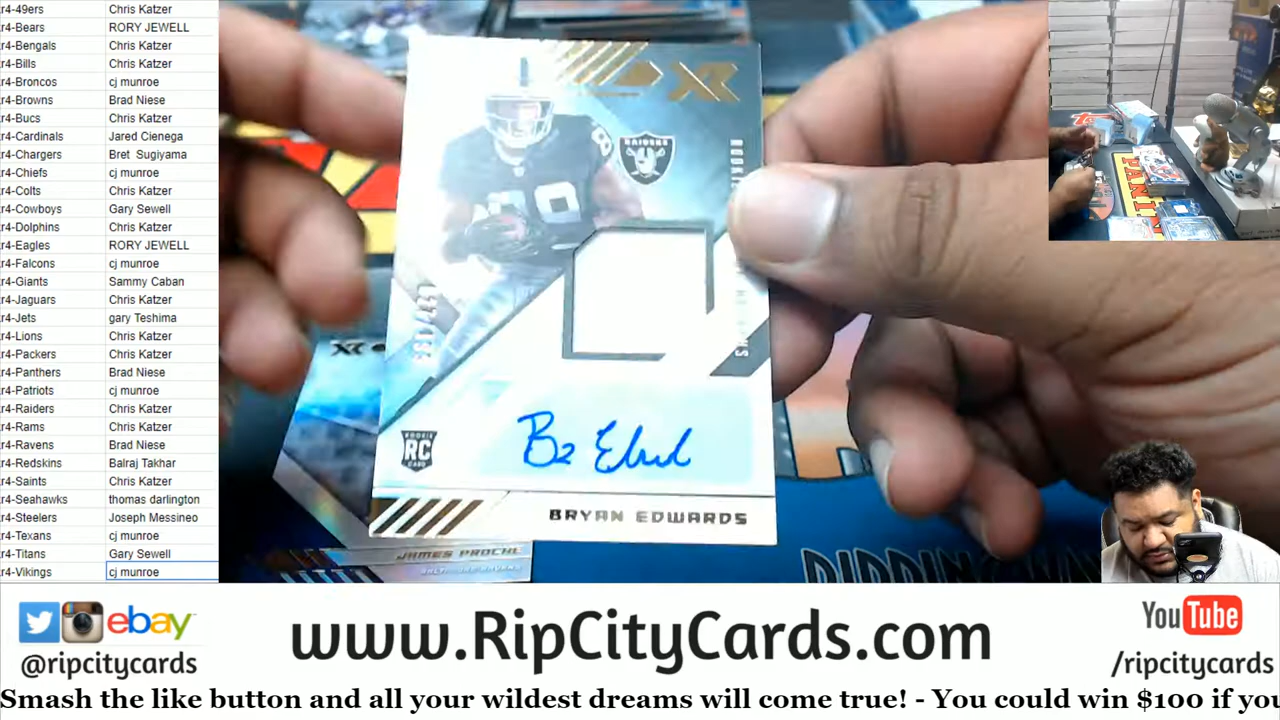 r4-49ers Chris Katzer
r4-Bears RORY JEWELL
r4-Bengals Chris Katzer
r4-Bills Chris Katzer
r4-Broncos cj munroe
r4-Browns Brad Niese
r4-Bucs Chris Katzer
r4-Cardinals Jared Cienega
r4-Chargers Bret Sugiyama
r4-Chiefs cj munroe
r4-Colts Chris Katzer
r4-Cowboys Gary Sewell
r4-Dolphins Chris Katzer
r4-Eagles RORY JEWELL
r4-Falcons cj munroe
r4-Giants Sammy Caban
r4-Jaguars Chris Katzer
r4-Jets gary Teshima
r4-Lions Chris Katzer
r4-Packers Chris Katzer
r4-Panthers Brad Niese
r4-Patriots cj munroe
r4-Raiders Chris Katzer
r4-Rams Chris Katzer
r4-Ravens Brad Niese
r4-Redskins Balraj Takhar
r4-Saints Chris Katzer
r4-Seahawks thomas darlington
r4-Steelers Joseph Messineo
r4-Texans cj munroe
r4-Titans Gary Sewell
r4-Vikings cj munroe
XR
RAIDERS
89
ROOKIE
RC
CARD
BRYAN EDWARDS
XR
JAMES PROCHE
PANINI
ebay
@ripcitycards
www.RipCityCards.com
YouTube
/ripcitycards
Smash the like button and all your wildest dreams will come true! - You could win $100 if you